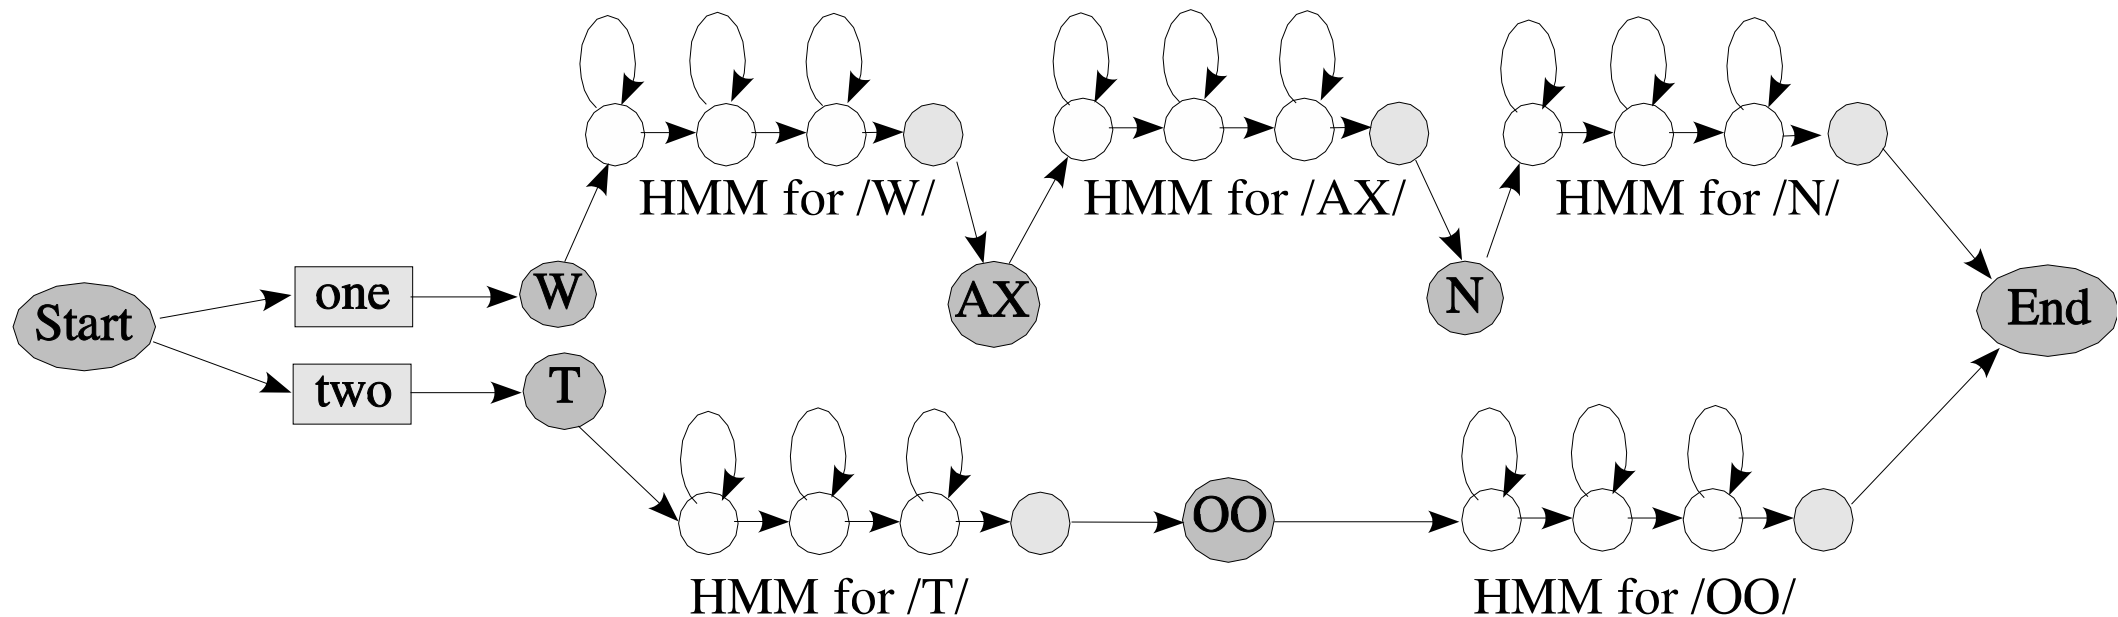 HMM for /W/
HMM for /AX/
HMM for /N/
Start
one
W
AX
N
End
two
T
OO
HMM for /T/
HMM for /OO/